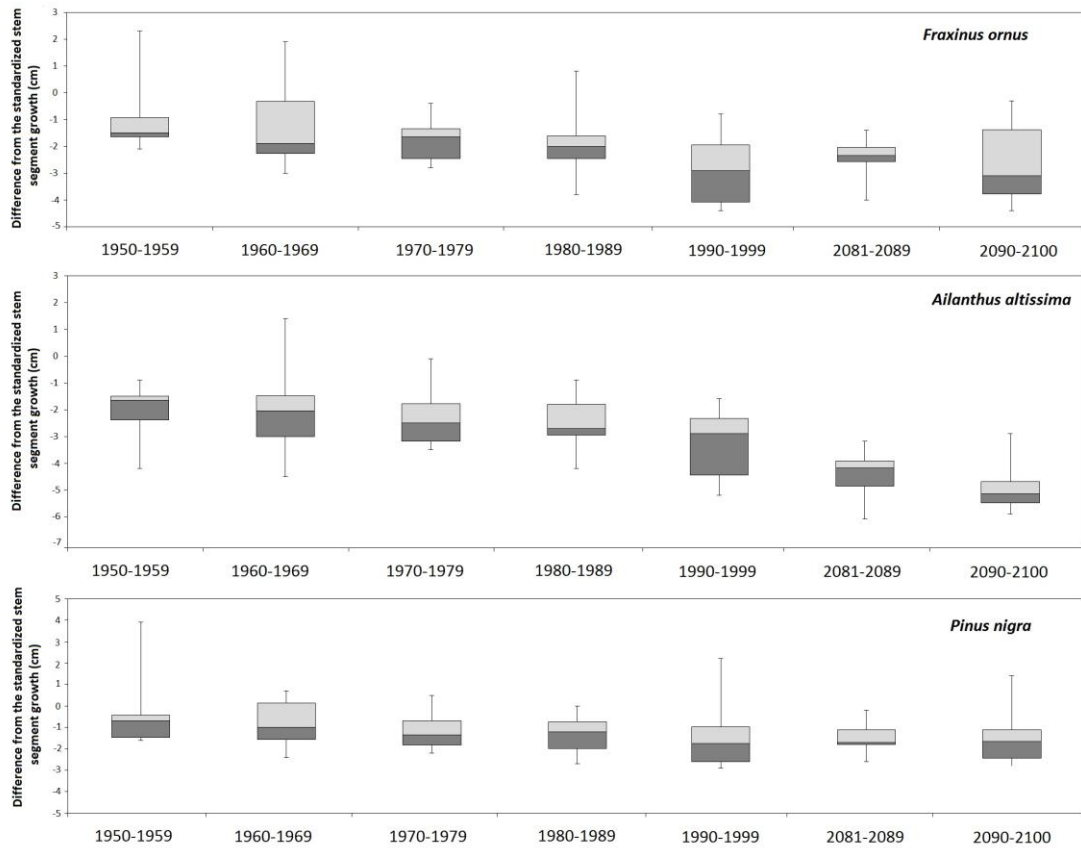 Difference from the standardized stem
segment growth (cm)
3
2
1
0
-1
-2
-3
-4
-5
Fraxinus ornus
1950-1959 1960-1969 1970-1979 1980-1989 1990-1999 2081-2089 2090-2100
Difference from the standardized stem
segment growth (cm)
3
2
1
0
-1
-2
-3
-4
-5
-6
-7
Ailanthus altissima
1950-1959 1960-1969 1970-1979 1980-1989 1990-1999 2081-2089 2090-2100
Difference from the standardized stem
segment growth (cm)
5
4
3
2
1
0
-1
-2
-3
-4
-5
Pinus nigra
1950-1959 1960-1969 1970-1979 1980-1989 1990-1999 2081-2089 2090-2100